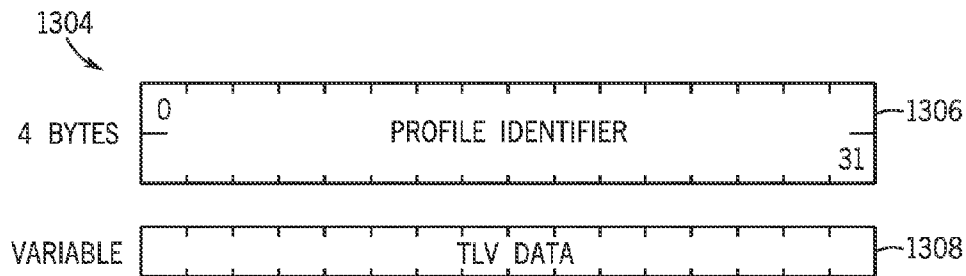 1304
0
4 BYTES PROFILE IDENTIFIER 1306
31
VARIABLE TLV DATA 1308